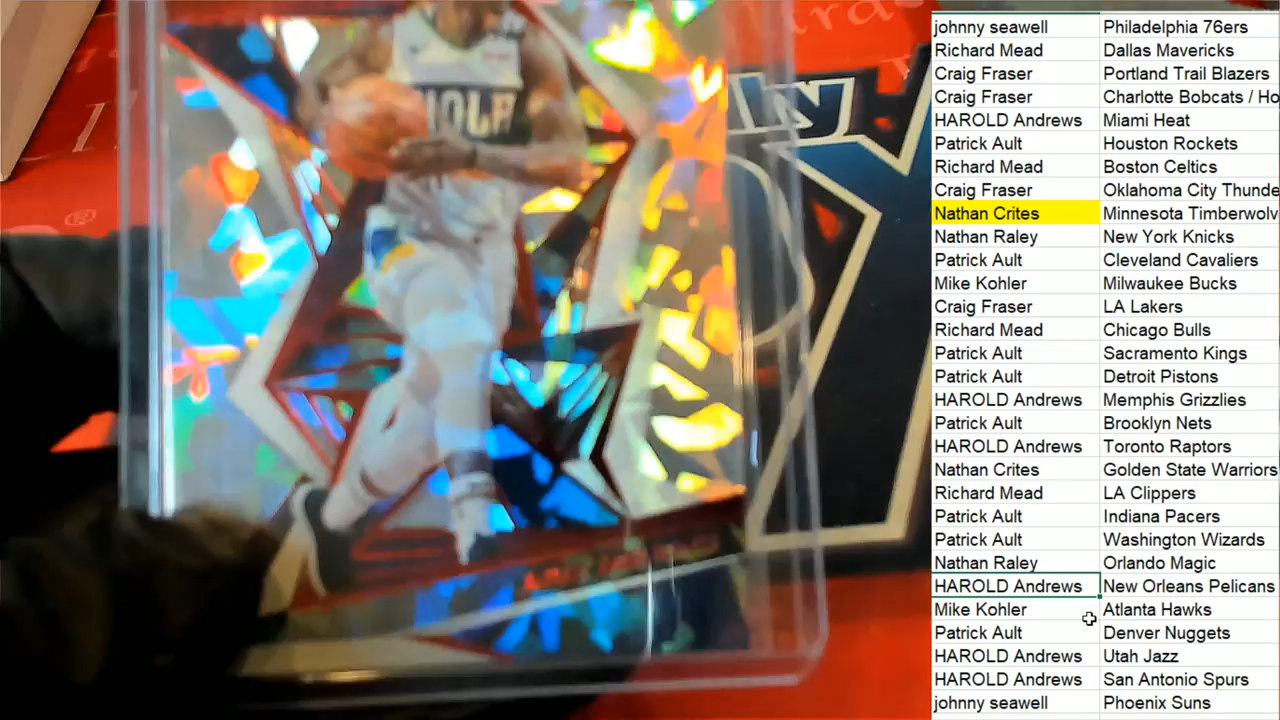 johnny seawell Philadelphia 76ers
Richard Mead Dallas Mavericks
Craig Fraser Portland Trail Blazers
Craig Fraser Charlotte Bobcats / Ho
HAROLD Andrews Miami Heat
Patrick Ault Houston Rockets
Richard Mead Boston Celtics
Craig Fraser Oklahoma City Thunde
Nathan Crites Minnesota Timberwolv
Nathan Raley New York Knicks
Patrick Ault Cleveland Cavaliers
Mike Kohler Milwaukee Bucks
Craig Fraser LA Lakers
Richard Mead Chicago Bulls
Patrick Ault Sacramento Kings
Patrick Ault Detroit Pistons
HAROLD Andrews Memphis Grizzlies
Patrick Ault Brooklyn Nets
HAROLD Andrews Toronto Raptors
Nathan Crites Golden State Warriors
Richard Mead LA Clippers
Patrick Ault Indiana Pacers
Patrick Ault Washington Wizards
Nathan Raley Orlando Magic
HAROLD Andrews New Orleans Pelicans
Mike Kohler Atlanta Hawks
Patrick Ault Denver Nuggets
HAROLD Andrews Utah Jazz
HAROLD Andrews San Antonio Spurs
johnny seawell Phoenix Suns